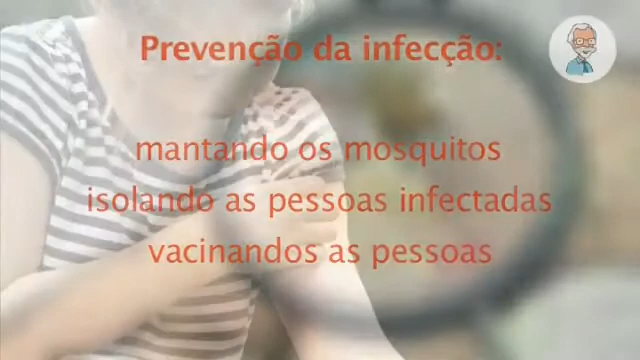 Prevenção da infecção:
mantando os mosquitos
isolando as pessoas infectadas
vacinandos as pessoas